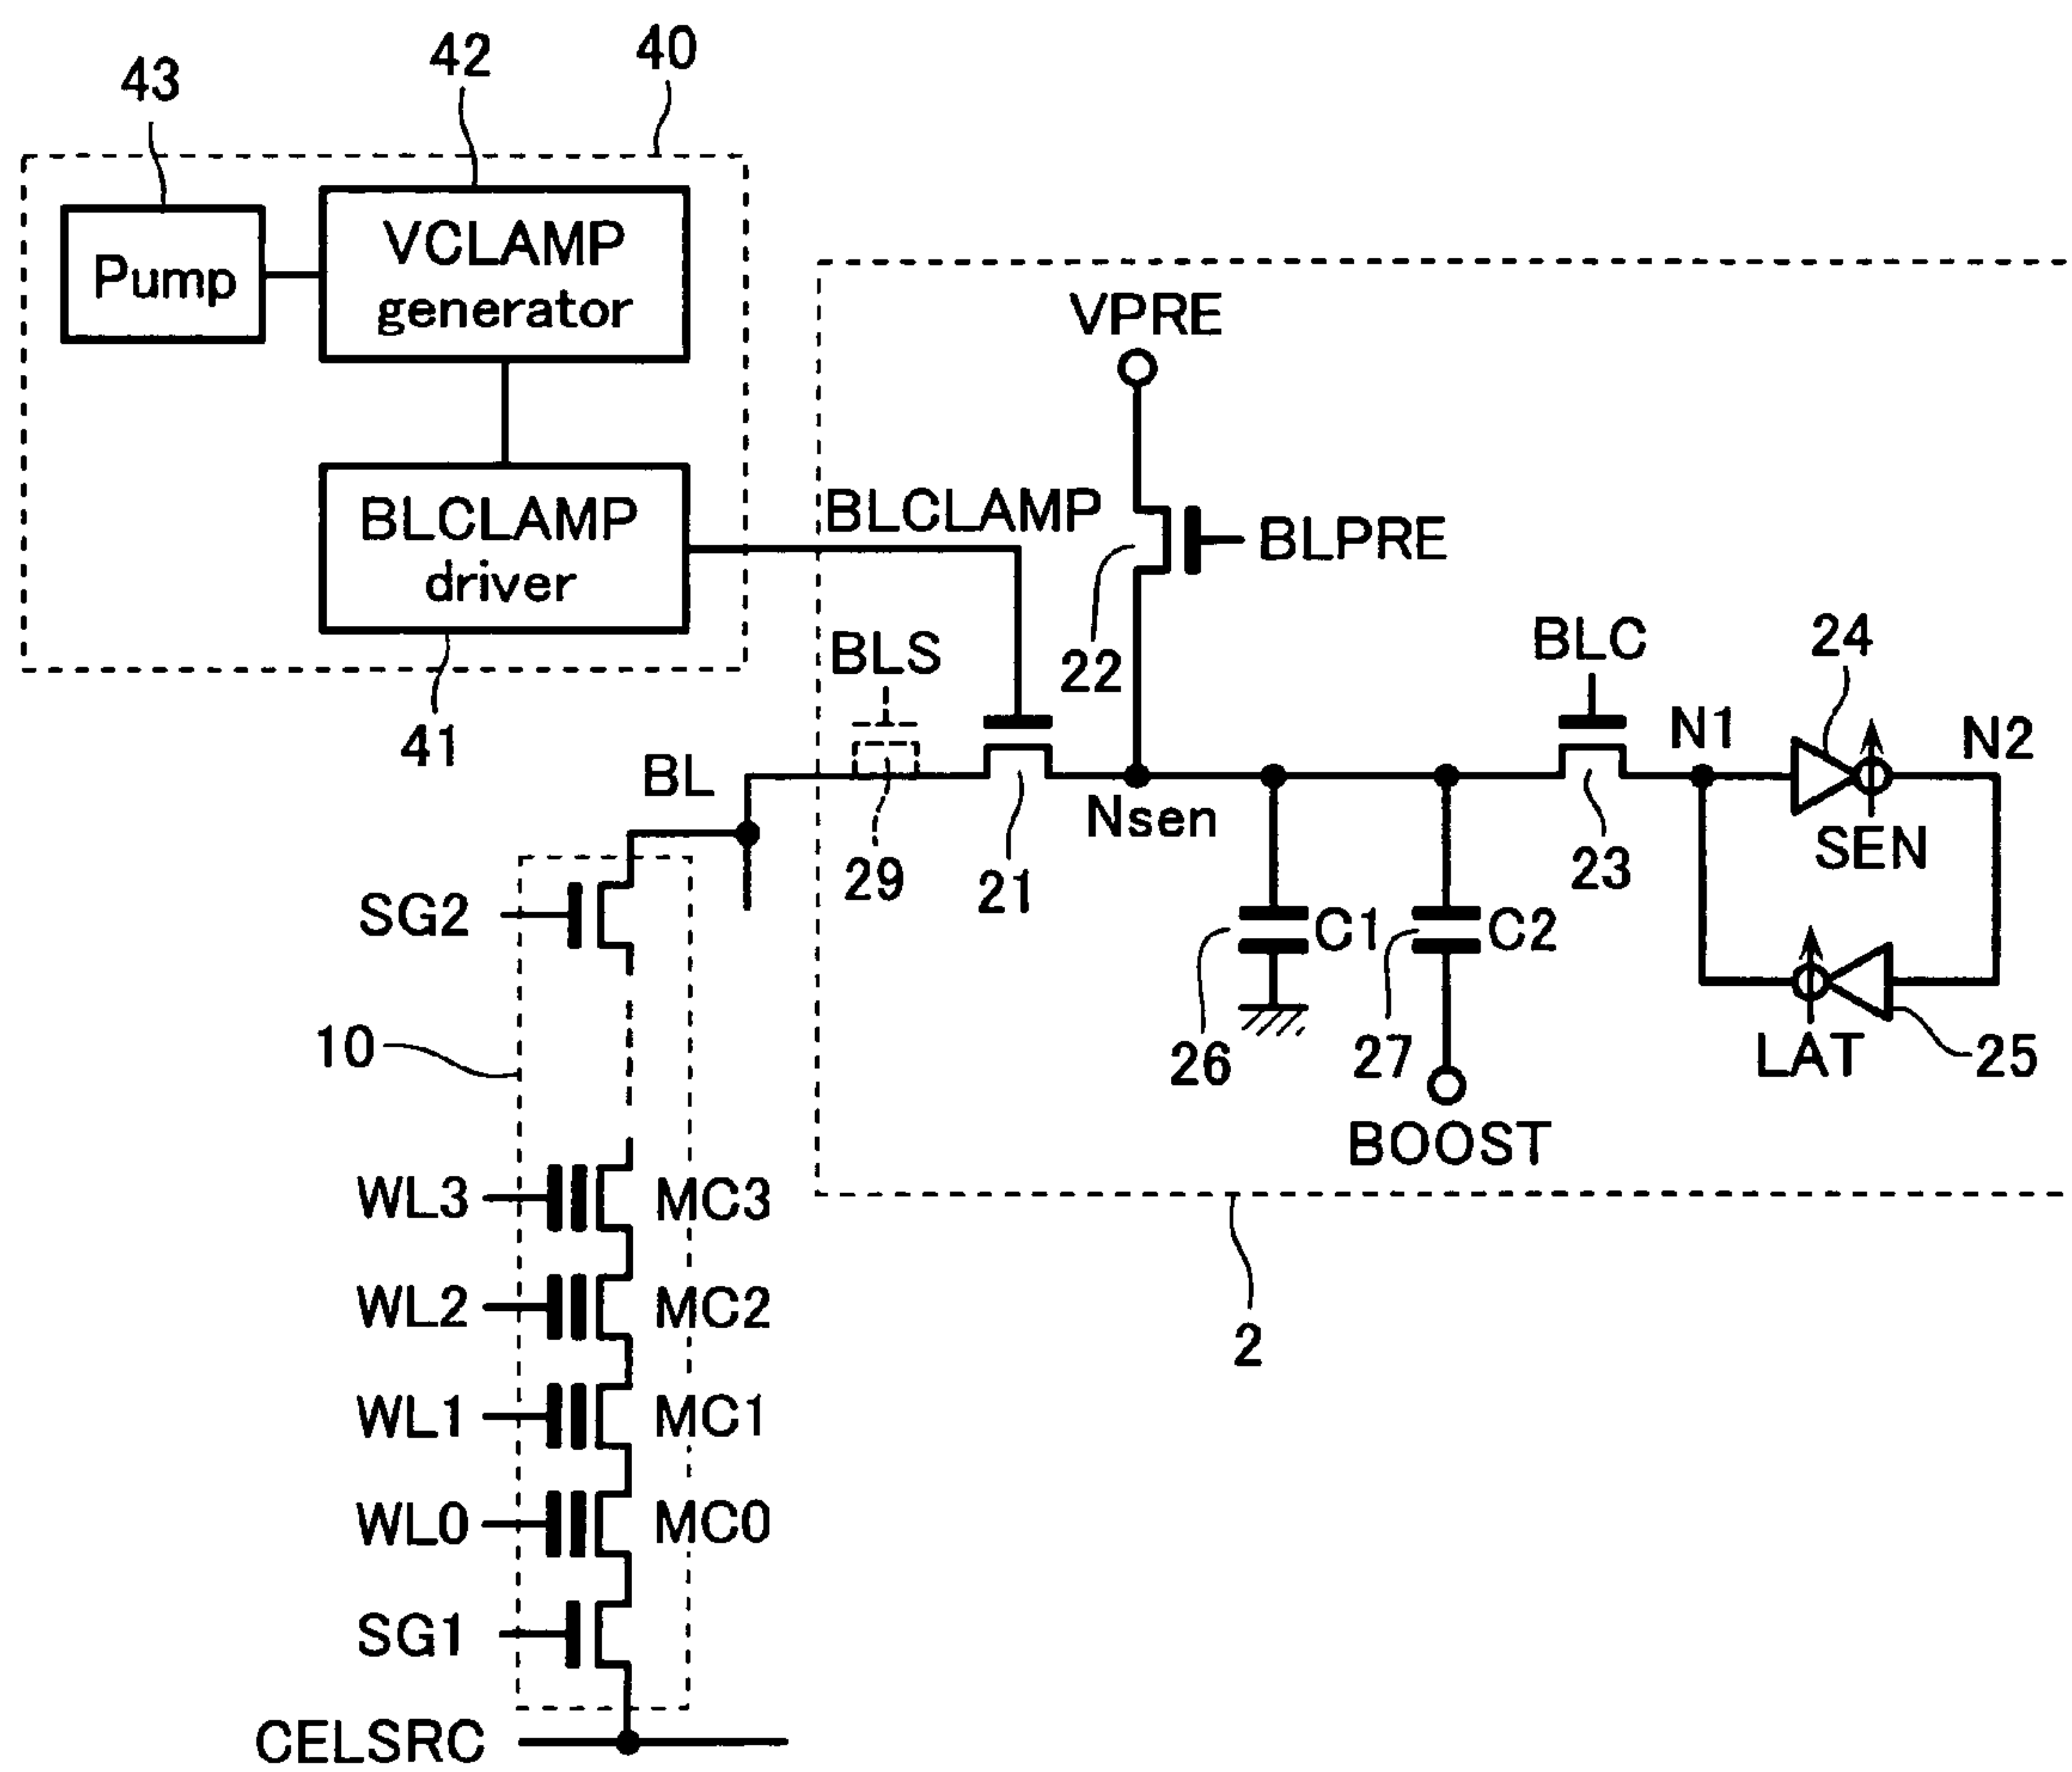 43
42
40
Pump
VCLAMP
generator
BLCLAMP
driver
41
VPRE
BLCLAMP
BLPRE
22
BLS
BLC
24
N1
N2
BL
Nsen
SEN
29
21
23
SG2
C1
C2
10
26
27
LAT
25
BOOST
WL3
MC3
WL2
MC2
2
WL1
MC1
WL0
MC0
SG1
CELSRC